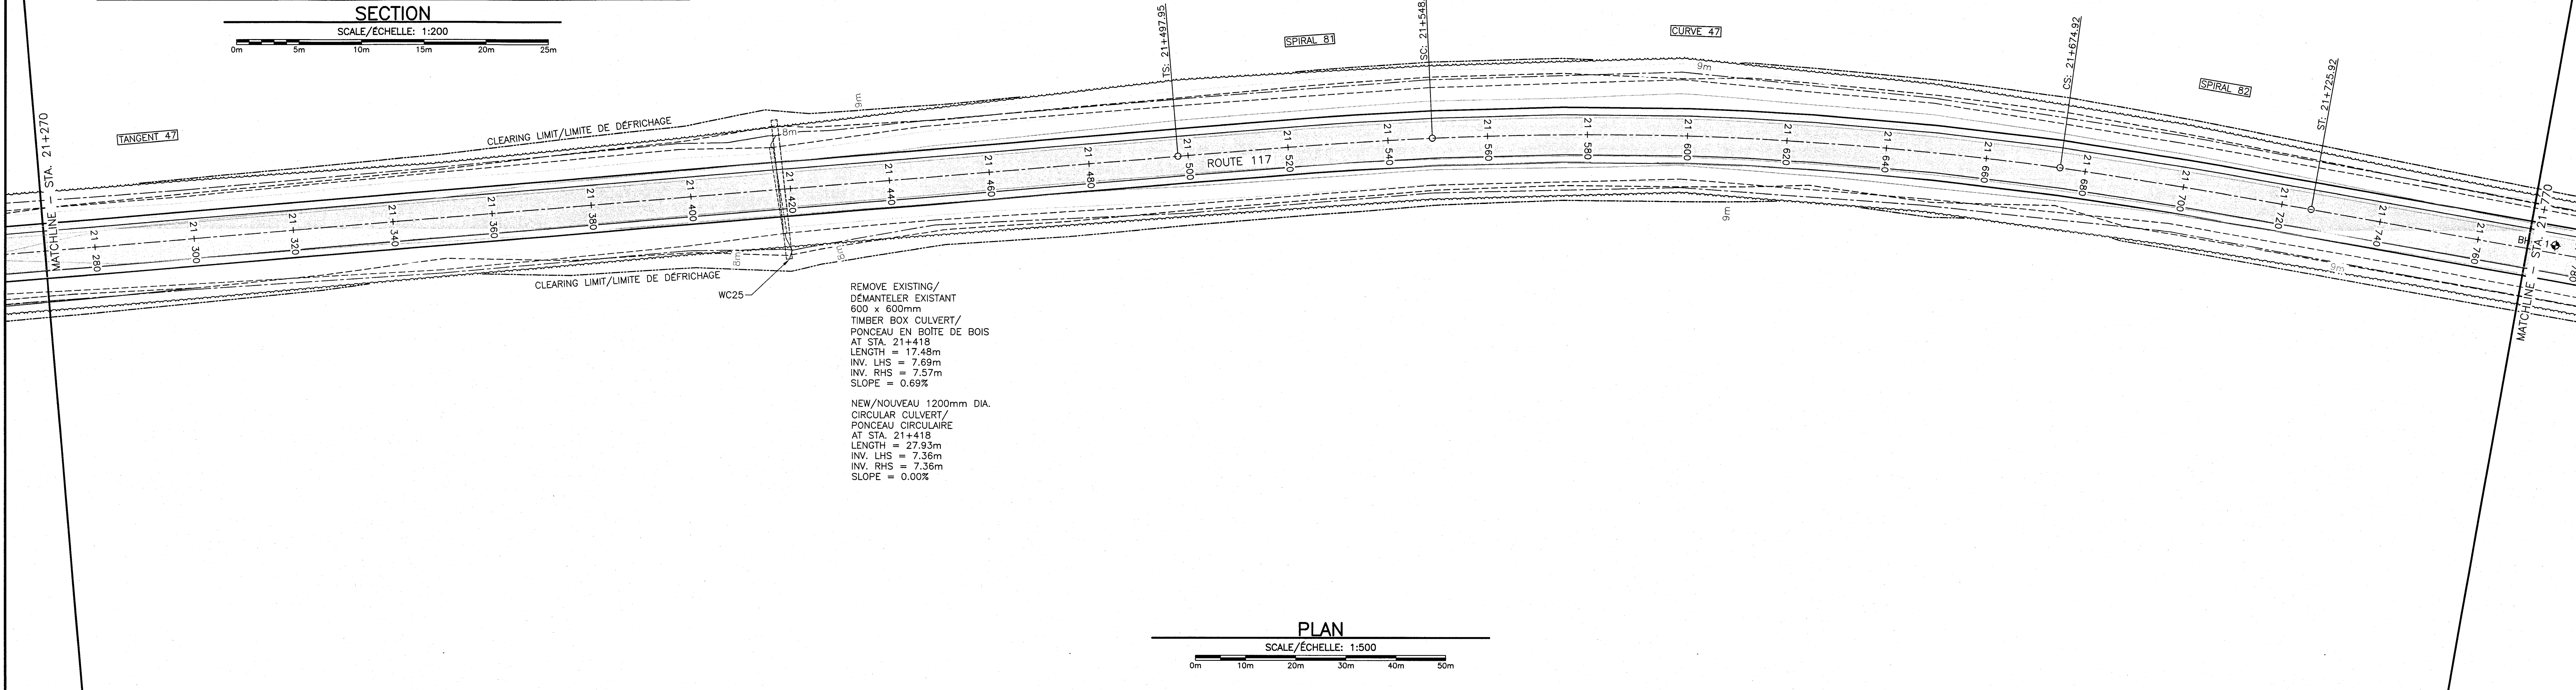 SECTION
SCALE/ÉCHELLE: 1:200
0m 5m 10m 15m 20m 25m
TS: 21+497.95
SC: 21+548.
CS: 21+674.92
ST: 21+725.92
SPIRAL 81
CURVE 47
SPIRAL 82
TANGENT 47
MATCHLINE - STA. 21+270
CLEARING LIMIT/LIMITE DE DÉFRICHAGE
9m
8m
9m
21+280
21+300
21+320
21+340
21+360
21+380
21+400
21+420
21+440
21+460
21+480
21+500
ROUTE 117
21+520
21+540
21+560
21+580
21+600
21+620
21+640
21+660
21+680
21+700
21+720
21+740
MATCHLINE - STA. 21+770
8m
9m
9m
9m
CLEARING LIMIT/LIMITE DE DÉFRICHAGE
WC25
REMOVE EXISTING/
DÉMANTELER EXISTANT
600 x 600mm
TIMBER BOX CULVERT/
PONCEAU EN BOÎTE DE BOIS
AT STA. 21+418
LENGTH = 17.48m
INV. LHS = 7.69m
INV. RHS = 7.57m
SLOPE = 0.69%
NEW/NOUVEAU 1200mm DIA.
CIRCULAR CULVERT/
PONCEAU CIRCULAIRE
AT STA. 21+418
LENGTH = 27.93m
INV. LHS = 7.36m
INV. RHS = 7.36m
SLOPE = 0.00%
PLAN
SCALE/ÉCHELLE: 1:500
0m 10m 20m 30m 40m 50m